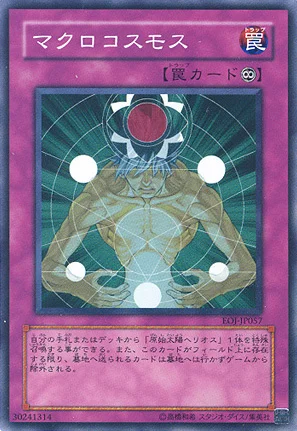 マクロコスモス
トラップ
罠
【罠カード∞】
トラップ
EOJ-JP057
自分の手札またはデッキから「原始太陽ヘリオス」1体を特殊
召喚する事ができる。また、このカードがフィールド上に存在
する限り、墓地へ送られるカードは墓地へは行かずゲームから
除外される。
30241314
©高橋和希 スタジオ・ダイス/集英社